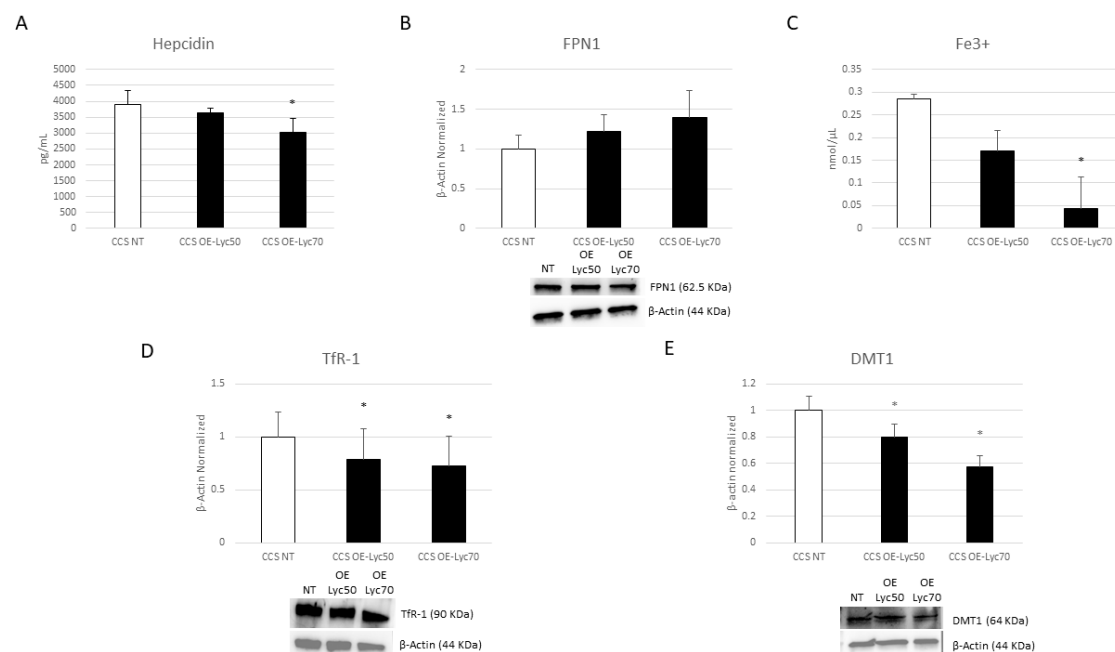 A
Hepcidin
5000
4500
4000
3500
3000
2500
2000
1500
1000
500
0
pg/mL
*
CCS NT
CCS OE-Lyc50
CCS OE-Lyc70
B
FPN1
2
1.5
1
0.5
0
β-Actin Normalized
CCS NT
CCS OE-Lyc50
CCS OE-Lyc70
NT
OE
Lyc50
OE
Lyc70
FPN1 (62.5 KDa)
β-Actin (44 KDa)
C
Fe3+
0.3
0.25
0.2
0.15
0.1
0.05
0
nmol/μL
*
CCS NT
CCS OE-Lyc50
CCS OE-Lyc70
D
TfR-1
1.5
1
0.5
0
β-Actin Normalized
*
*
CCS NT
CCS OE-Lyc50
CCS OE-Lyc70
NT
OE
Lyc50
OE
Lyc70
TfR-1 (90 KDa)
β-Actin (44 KDa)
E
DMT1
1.2
1
0.8
0.6
0.4
0.2
0
β-actin normalized
*
*
CCS NT
CCS OE-Lyc50
CCS OE-Lyc70
NT
OE
Lyc50
OE
Lyc70
DMT1 (64 KDa)
β-Actin (44 KDa)